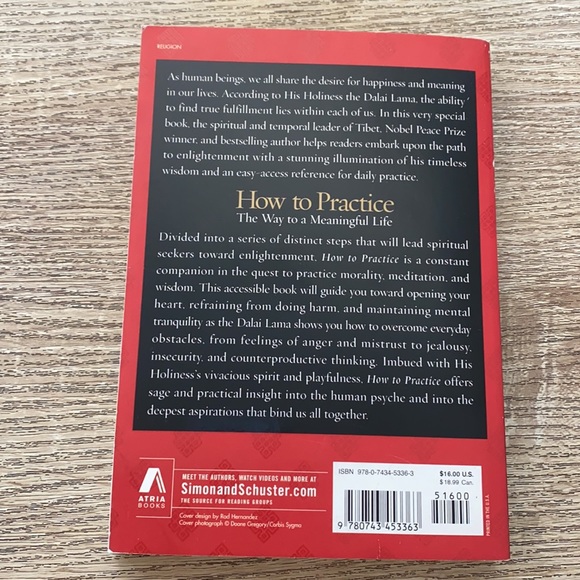 RELIGION
As human beings, we all share the desire for happiness and meaning
in our lives. According to His Holiness the Dalai Lama, the ability
to find true fulfillment lies within each of us. In this very special
book, the spiritual and temporal leader of Tibet, Nobel Peace Prize
winner, and bestselling author helps readers embark upon the path
to enlightenment with a stunning illumination of his timeless
wisdom and an easy-access reference for daily practice.
How to Practice
The Way to a Meaningful Life
Divided into a series of distinct steps that will lead spiritual
seekers toward enlightenment, How to Practice is a constant
companion in the quest to practice morality, meditation, and
wisdom. This accessible book will guide you toward opening your
heart, refraining from doing harm, and maintaining mental
tranquility as the Dalai Lama shows you how to overcome everyday
obstacles, from feelings of anger and mistrust to jealousy,
insecurity, and counterproductive thinking. Imbued with His
Holiness's vivacious spirit and playfulness, How to Practice offers
sage and practical insight into the human psyche and into the
deepest aspirations that bind us all together.
ATRIA
BOOKS
MEET THE AUTHORS, WATCH VIDEOS AND MORE AT
SimonandSchuster.com
THE SOURCE FOR READING GROUPS
Cover design by Rod Hernandez
Cover photograph © Doane Gregory/Corbis Sygma
ISBN 978-0-7434-5336-3
$16.00 U.S.
$18.99 Can.
51600
9 780743 453363
PRINTED IN THE U.S.A.